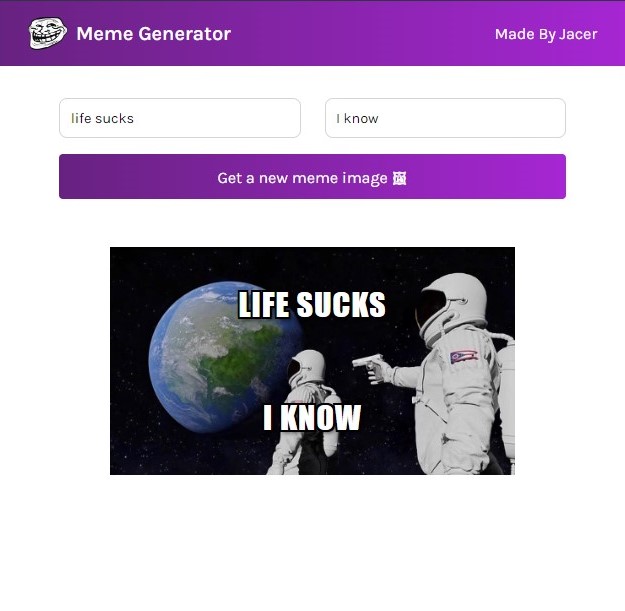 Meme Generator
Made By Jacer
life sucks
I know
Get a new meme image 🖼
LIFE SUCKS
I KNOW